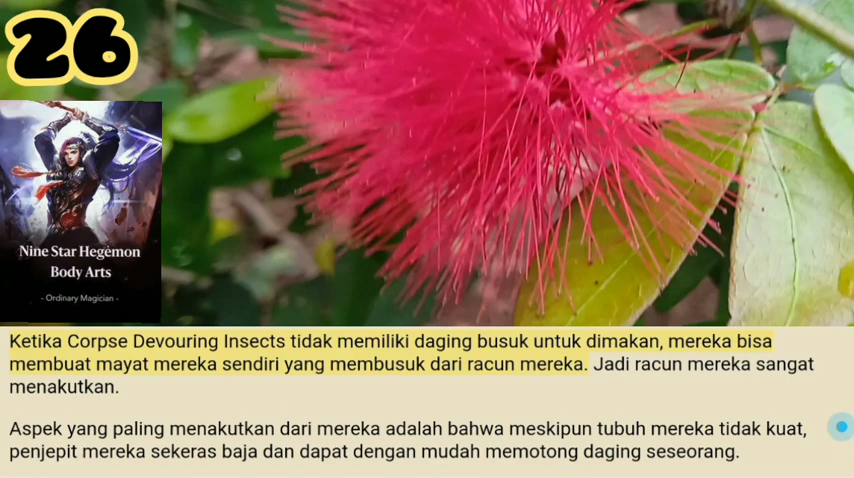 26
Nine Star Hegemon
Body Arts
- Ordinary Magician -
Ketika Corpse Devouring Insects tidak memiliki daging busuk untuk dimakan, mereka bisa
membuat mayat mereka sendiri yang membusuk dari racun mereka. Jadi racun mereka sangat
menakutkan.
Aspek yang paling menakutkan dari mereka adalah bahwa meskipun tubuh mereka tidak kuat,
penjepit mereka sekeras baja dan dapat dengan mudah memotong daging seseorang.